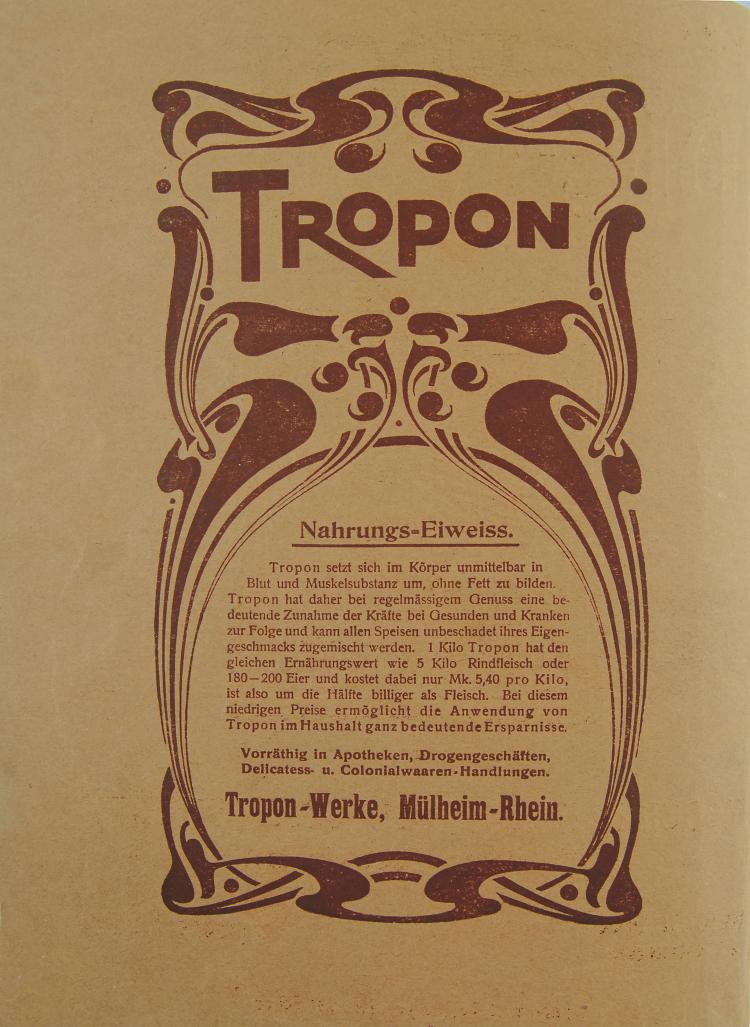 TROPON
Nahrungs-Eiweiss.
Tropon setzt sich im Körper unmittelbar in
Blut und Muskelsubstanz um, ohne Fett zu bilden.
Tropon hat daher bei regelmässigem Genuss eine be-
deutende Zunahme der Kräfte bei Gesunden und Kranken
zur Folge und kann allen Speisen unbeschadet ihres Eigen-
geschmacks zugemischt werden. 1 Kilo Tropon hat den
gleichen Ernährungswert wie 5 Kilo Rindfleisch oder
180—200 Eier und kostet dabei nur Mk. 5,40 pro Kilo,
ist also um die Hälfte billiger als Fleisch. Bei diesem
niedrigen Preise ermöglicht die Anwendung von
Tropon im Haushalt ganz bedeutende Ersparnisse.
Vorräthig in Apotheken, Drogengeschäften,
Delicatess- u. Colonialwaaren-Handlungen.
Tropon-Werke, Mülheim-Rhein.